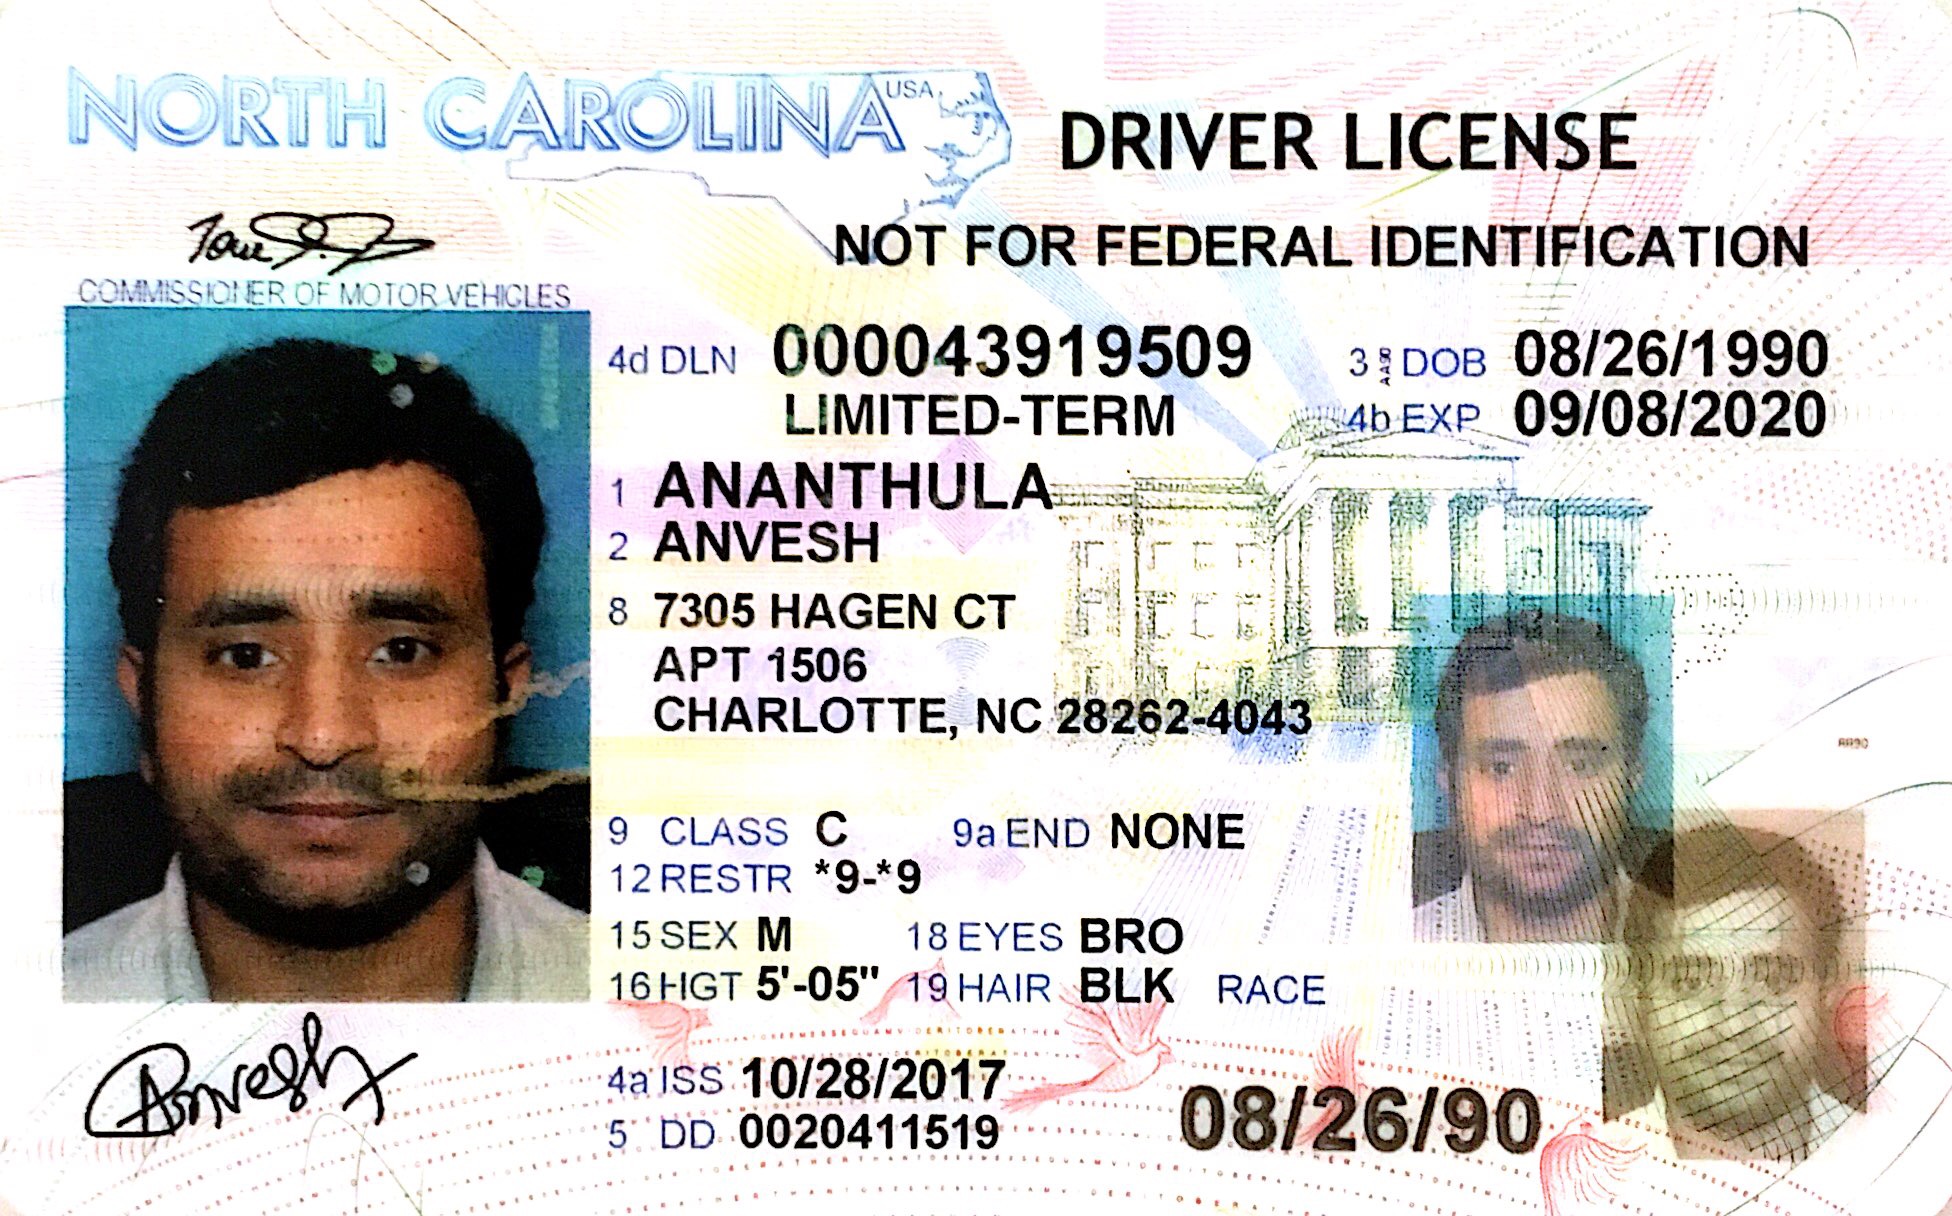 NORTH CAROLINA USA
DRIVER LICENSE
NOT FOR FEDERAL IDENTIFICATION
COMMISSIONER OF MOTOR VEHICLES
4d DLN 000043919509
3 DOB 08/26/1990
LIMITED-TERM
4b EXP 09/08/2020
1 ANANTHULA
2 ANVESH
8 7305 HAGEN CT
APT 1506
CHARLOTTE, NC 28262-4043
9 CLASS C 9a END NONE
12 RESTR *9-*9
15 SEX M 18 EYES BRO
16 HGT 5'-05" 19 HAIR BLK RACE
Anvesh
4a ISS 10/28/2017
5 DD 0020411519
08/26/90